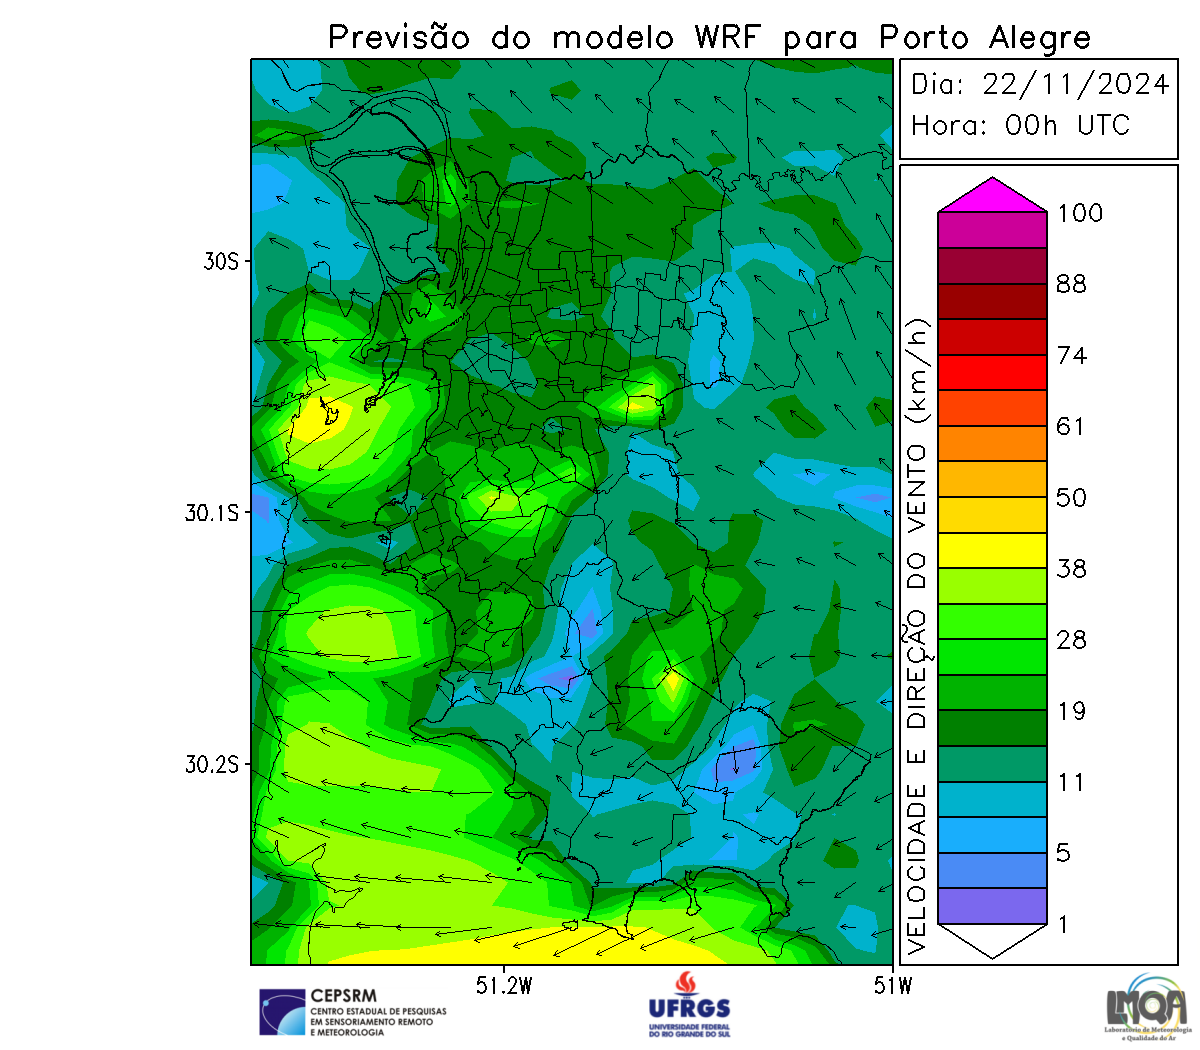 Previsão do modelo WRF para Porto Alegre
Dia: 22/11/2024
Hora: 00h UTC
30S
30.1S
30.2S
51.2W
51W
VELOCIDADE E DIREÇÃO DO VENTO (km/h)
100
88
74
61
50
38
28
19
11
5
1
CEPSRM
CENTRO ESTADUAL DE PESQUISAS
EM SENSORIAMENTO REMOTO
E METEOROLOGIA
UFRGS
UNIVERSIDADE FEDERAL
DO RIO GRANDE DO SUL
LMQA
Laboratório de Meteorologia
e Qualidade do Ar